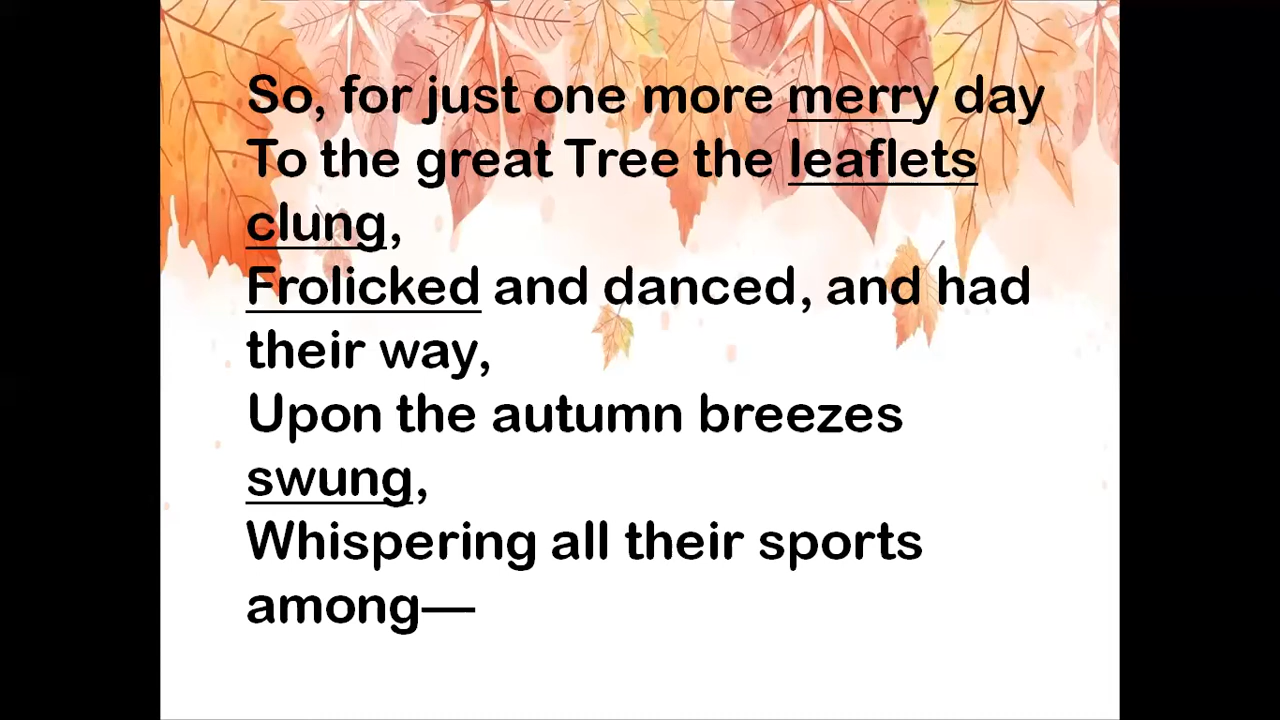 So, for just one more merry day
To the great Tree the leaflets
clung,
Frolicked and danced, and had
their way,
Upon the autumn breezes
swung,
Whispering all their sports
among—